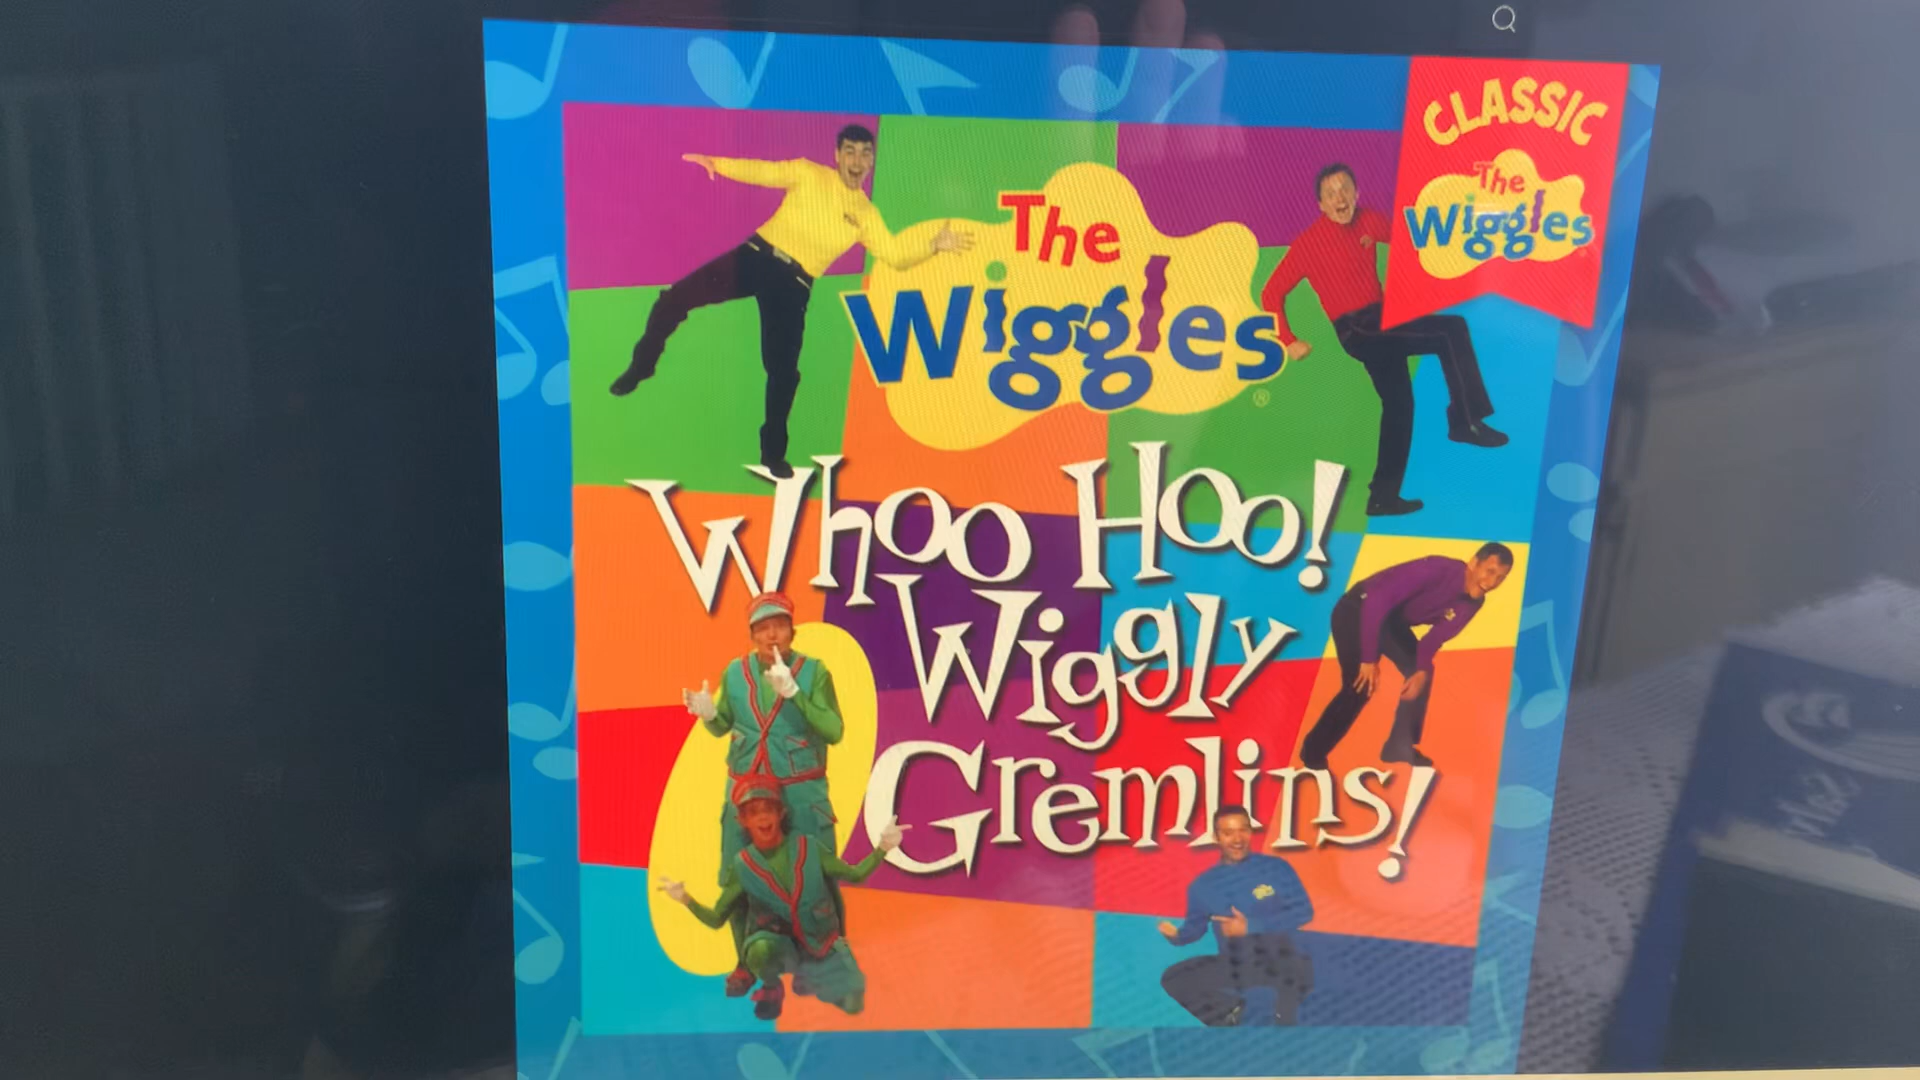 CLASSIC
The
Wiggles
The
Wiggles
®
Whoo Hoo!
Wiggly
Gremlins!